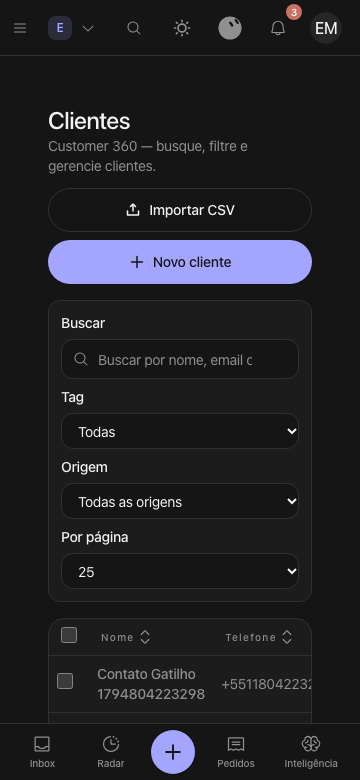 E
3
EM
Clientes
Customer 360 — busque, filtre e
gerencie clientes.
Importar CSV
Novo cliente
Buscar
Buscar por nome, email c
Tag
Todas
Origem
Todas as origens
Por página
25
Nome
Telefone
Contato Gatilho
1794804223298
+55118042232
Inbox
Radar
Pedidos
Inteligência